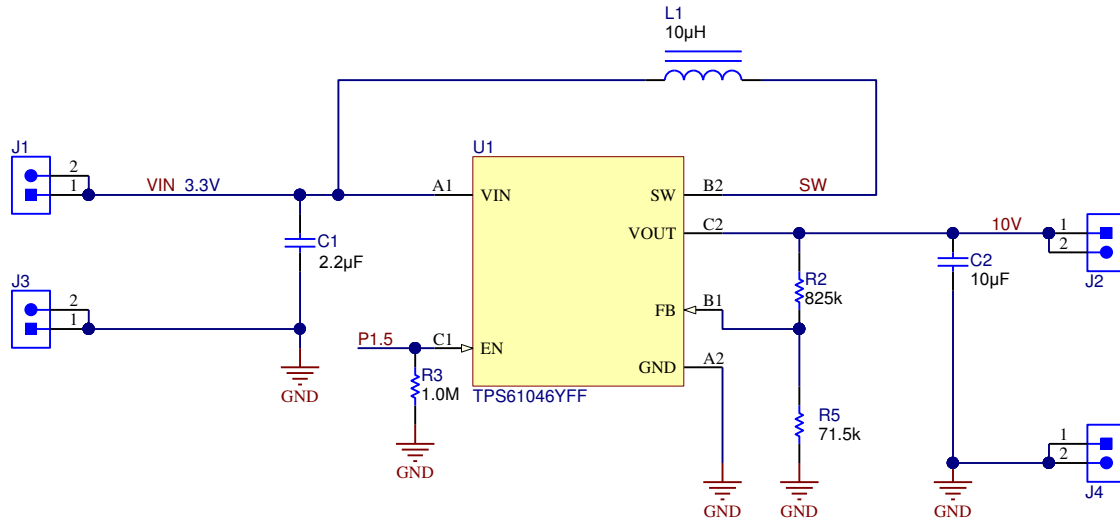 L1
10µH
J1
2
1
VIN 3.3V
C1
2.2µF
J3
2
1
GND
P1.5
R3
1.0M
GND
U1
A1
VIN
SW
B2
SW
VOUT
C2
FB
B1
C1
EN
GND
A2
TPS61046YFF
10V
1
2
J2
R2
825k
C2
10µF
R5
71.5k
1
2
J4
GND
GND
GND